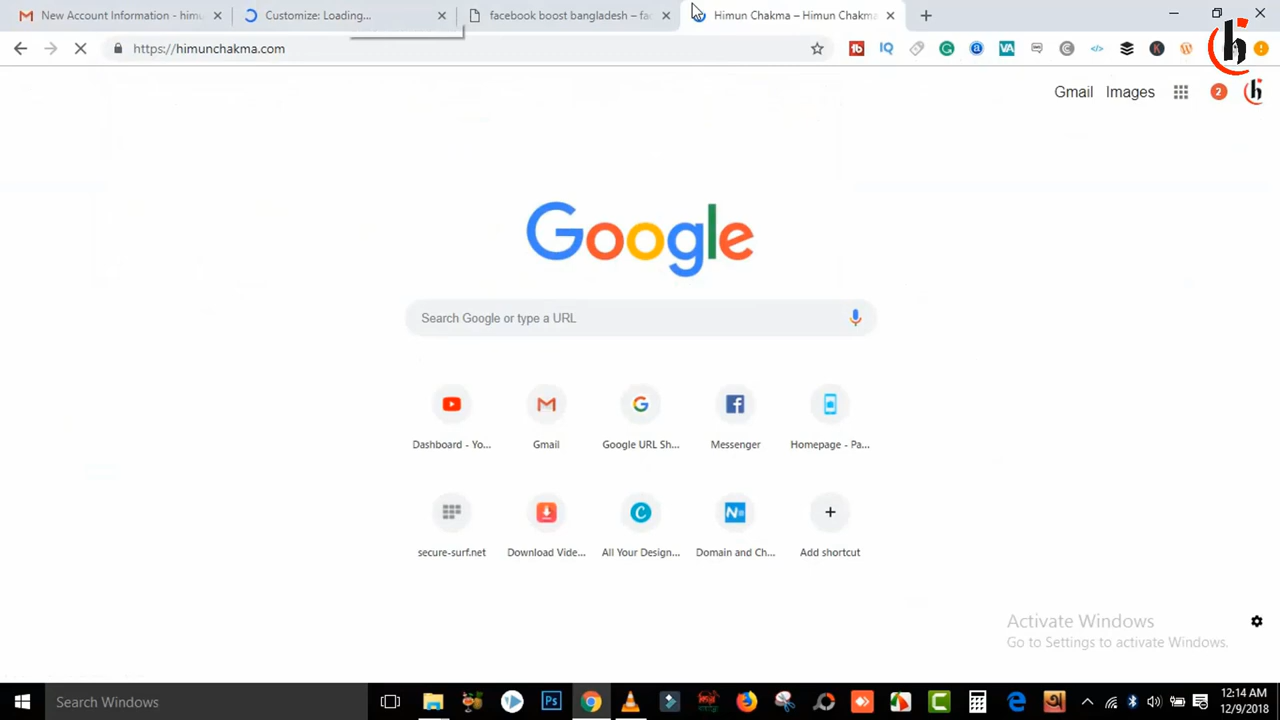 New Account Information - himu
Customize: Loading...
facebook boost bangladesh – fa
Himun Chakma – Himun Chakma
https://himunchakma.com
Gmail Images 2
Google
Search Google or type a URL
Dashboard - Yo...
Gmail
Google URL Sh...
Messenger
Homepage - Pa...
secure-surf.net
Download Vide...
All Your Design...
Domain and Ch...
Add shortcut
Activate Windows
Go to Settings to activate Windows.
Search Windows
12:14 AM
12/9/2018